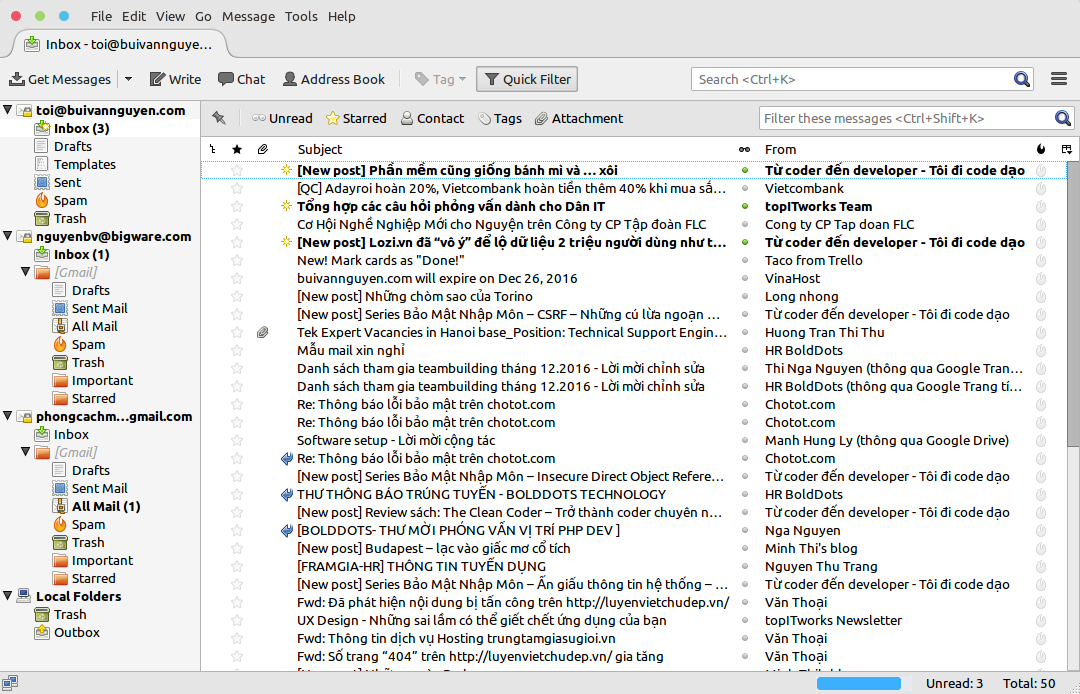 File Edit View Go Message Tools Help
Inbox - toi@buivannguye...
Get Messages Write Chat Address Book Tag Quick Filter Search <Ctrl+K>
toi@buivannguyen.com
Inbox (3)
Drafts
Templates
Sent
Spam
Trash
nguyenbv@bigware.com
Inbox (1)
[Gmail]
Drafts
Sent Mail
All Mail
Spam
Trash
Important
Starred
phongcachm...gmail.com
Inbox
[Gmail]
Drafts
Sent Mail
All Mail (1)
Spam
Trash
Important
Starred
Local Folders
Trash
Outbox
Unread Starred Contact Tags Attachment Filter these messages <Ctrl+Shift+K>
Subject From
[New post] Phần mềm cũng giống bánh mì và ... xôi Từ coder đến developer - Tôi đi code dạo
[QC] Adayroi hoàn 20%, Vietcombank hoàn tiền thêm 40% khi mua sắ... Vietcombank
Tổng hợp các câu hỏi phỏng vấn dành cho Dân IT topITworks Team
Cơ Hội Nghề Nghiệp Mới cho Nguyện trên Công ty CP Tập đoàn FLC Cong ty CP Tap doan FLC
[New post] Lozi.vn đã “vô ý” để lộ dữ liệu 2 triệu người dùng như t... Từ coder đến developer - Tôi đi code dạo
New! Mark cards as "Done!" Taco from Trello
buivannguyen.com will expire on Dec 26, 2016 VinaHost
[New post] Những chòm sao của Torino Long nhong
[New post] Series Bảo Mật Nhập Môn – CSRF – Những cú lừa ngoạn ... Từ coder đến developer - Tôi đi code dạo
Tek Expert Vacancies in Hanoi base_Position: Technical Support Engin... Huong Tran Thi Thu
Mẫu mail xin nghỉ HR BoldDots
Danh sách tham gia teambuilding tháng 12.2016 - Lời mời chỉnh sửa Thi Nga Nguyen (thông qua Google Tran...
Danh sách tham gia teambuilding tháng 12.2016 - Lời mời chỉnh sửa HR BoldDots (thông qua Google Trang tí...
Re: Thông báo lỗi bảo mật trên chotot.com Chotot.com
Re: Thông báo lỗi bảo mật trên chotot.com Chotot.com
Software setup - Lời mời cộng tác Manh Hung Ly (thông qua Google Drive)
Re: Thông báo lỗi bảo mật trên chotot.com Chotot.com
[New post] Series Bảo Mật Nhập Môn – Insecure Direct Object Refere... Từ coder đến developer - Tôi đi code dạo
THƯ THÔNG BÁO TRÚNG TUYỂN - BOLDDOTS TECHNOLOGY HR BoldDots
[New post] Review sách: The Clean Coder – Trở thành coder chuyên n... Từ coder đến developer - Tôi đi code dạo
[BOLDDOTS- THƯ MỜI PHỎNG VẤN VỊ TRÍ PHP DEV ] Nga Nguyen
[New post] Budapest – lạc vào giấc mơ cổ tích Minh Thi's blog
[FRAMGIA-HR] THÔNG TIN TUYỂN DỤNG Nguyen Thu Trang
[New post] Series Bảo Mật Nhập Môn – Ẩn giấu thông tin hệ thống – ... Từ coder đến developer - Tôi đi code dạo
Fwd: Đã phát hiện nội dung bị tấn công trên http://luyenvietchudep.vn/ Văn Thoại
UX Design - Những sai lầm có thể giết chết ứng dụng của bạn topITworks Newsletter
Fwd: Thông tin dịch vụ Hosting trungtamgiasugioi.vn Văn Thoại
Fwd: Số trang “404” trên http://luyenvietchudep.vn/ gia tăng Văn Thoại
Unread: 3 Total: 50